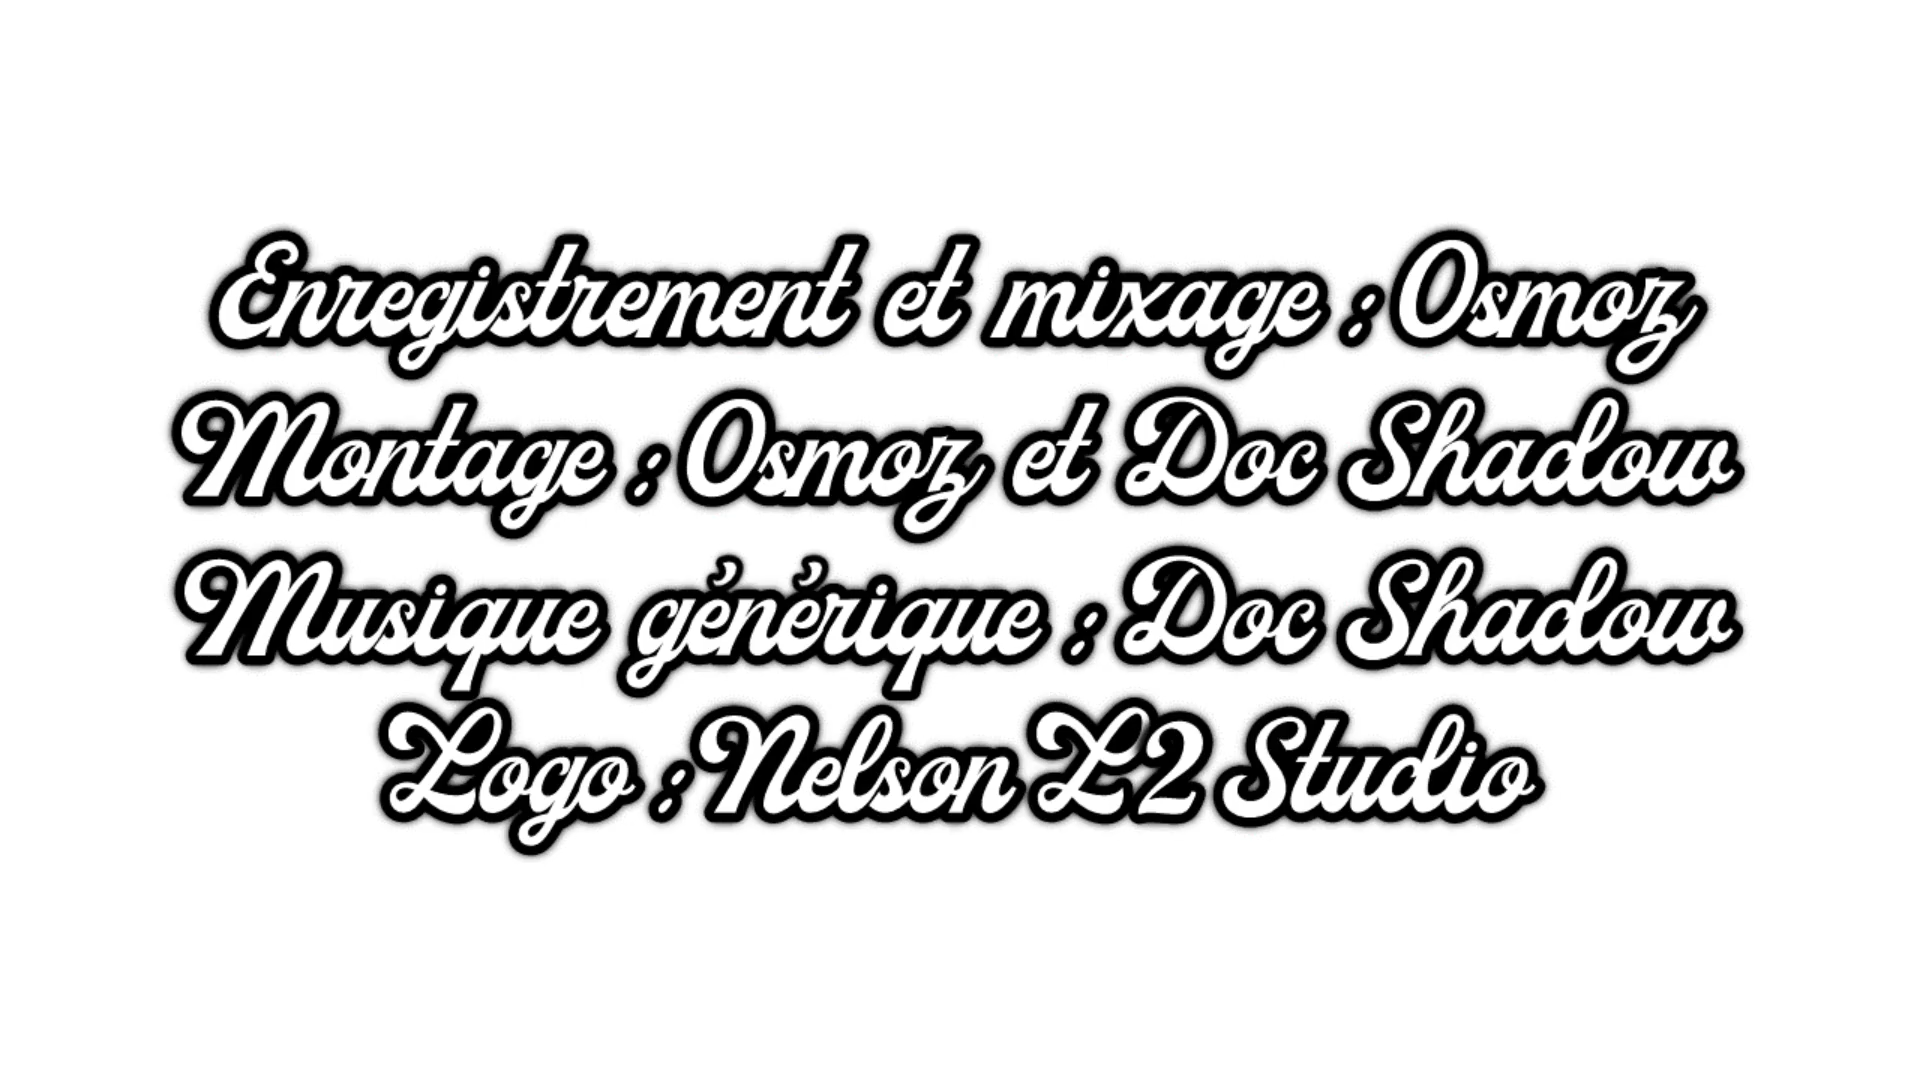 Enregistrement et mixage : Osmoz
Montage : Osmoz et Doc Shadow
Musique générique : Doc Shadow
Logo : Nelson L2 Studio